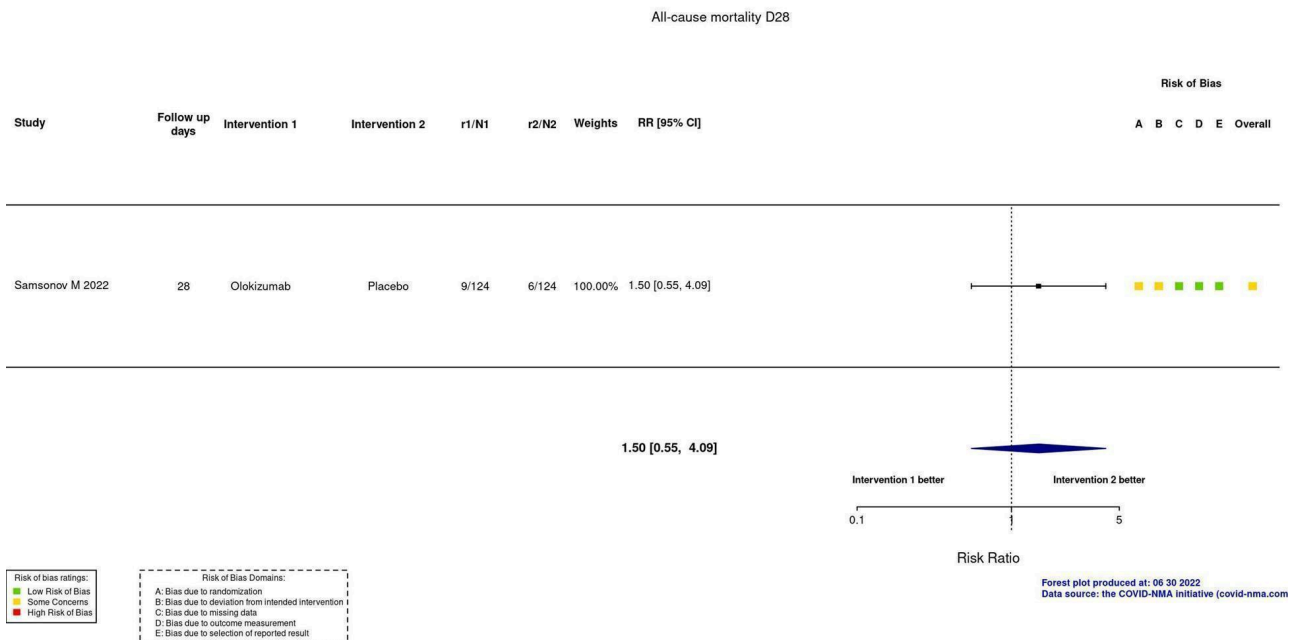 All-cause mortality D28
Risk of Bias
Study Follow up days Intervention 1 Intervention 2 r1/N1 r2/N2 Weights RR [95% CI] A B C D E Overall
Samsonov M 2022 28 Olokizumab Placebo 9/124 6/124 100.00% 1.50 [0.55, 4.09]
1.50 [0.55, 4.09]
Intervention 1 better Intervention 2 better
0.1 1 5
Risk Ratio
Risk of bias ratings:
Low Risk of Bias
Some Concerns
High Risk of Bias
Risk of Bias Domains:
A: Bias due to randomization
B: Bias due to deviation from intended intervention
C: Bias due to missing data
D: Bias due to outcome measurement
E: Bias due to selection of reported result
Forest plot produced at: 06 30 2022
Data source: the COVID-NMA initiative (covid-nma.com